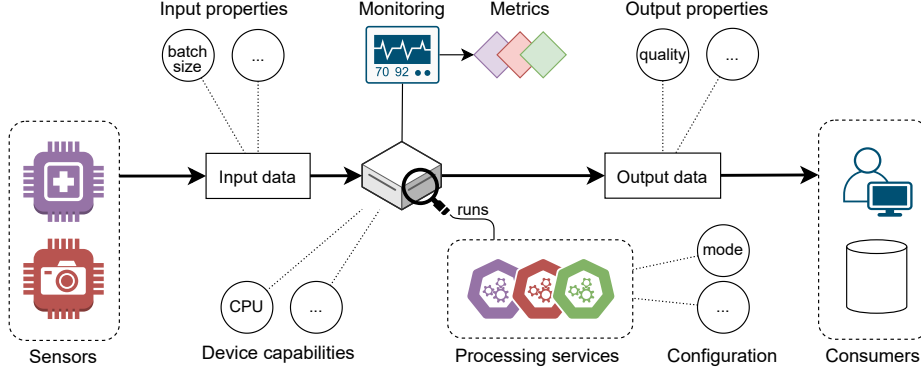 Input properties
Monitoring
Metrics
Output properties
batch
size
...
70 92
quality
...
Input data
Output data
runs
CPU
...
mode
...
Sensors
Device capabilities
Processing services
Configuration
Consumers